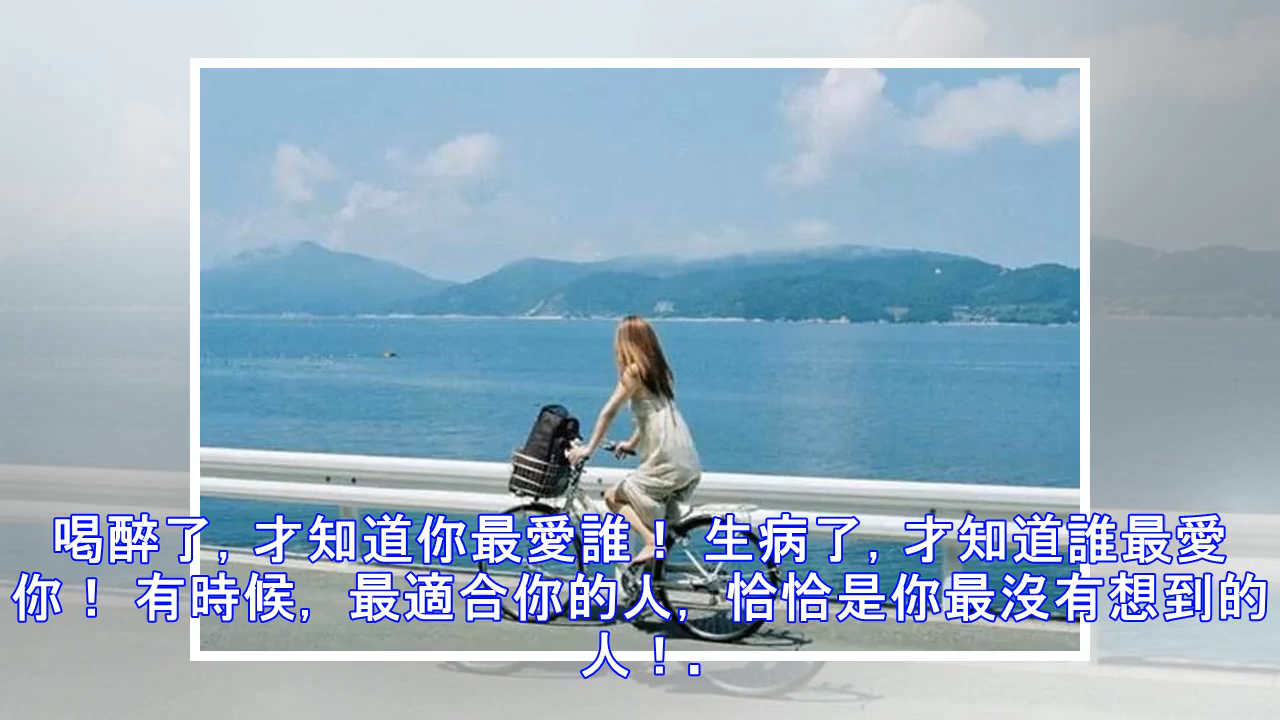 喝醉了, 才知道你最愛誰！ 生病了, 才知道誰最愛
你！ 有時候, 最適合你的人, 恰恰是你最沒有想到的
人！.